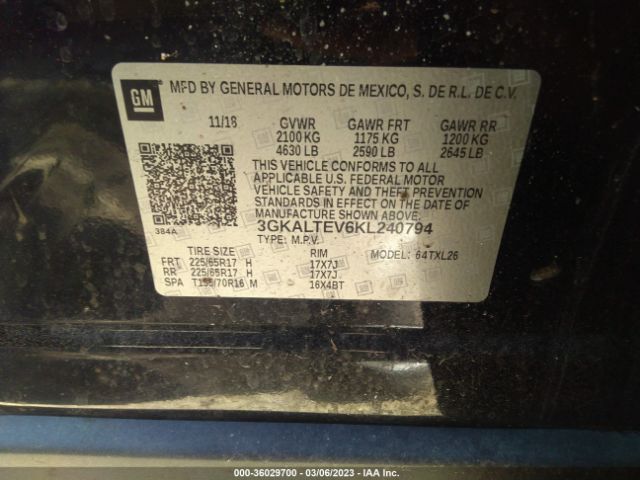 GM ® MFD BY GENERAL MOTORS DE MEXICO, S. DE R.L. DE C.V.
11/18 GVWR GAWR FRT GAWR RR
2100 KG 1175 KG 1200 KG
4630 LB 2590 LB 2645 LB
THIS VEHICLE CONFORMS TO ALL
APPLICABLE U.S. FEDERAL MOTOR
VEHICLE SAFETY AND THEFT PREVENTION
STANDARDS IN EFFECT ON THE DATE OF
MANUFACTURE SHOWN ABOVE.
384A 3GKALTEV6KL240794
TYPE: M.P.V. MODEL: 64TXL26
TIRE SIZE RIM
FRT 225/65R17 H 17X7J
RR 225/65R17 H 17X7J
SPA T155/70R16 M 16X4BT
000-36029700 - 03/06/2023 - IAA Inc.